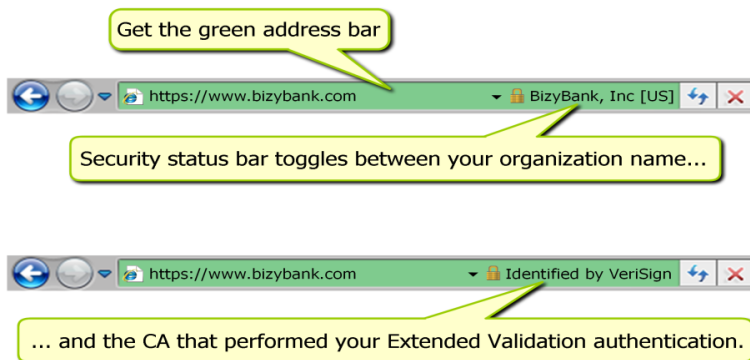 Get the green address bar
https://www.bizybank.com BizyBank, Inc [US]
Security status bar toggles between your organization name...
https://www.bizybank.com Identified by VeriSign
... and the CA that performed your Extended Validation authentication.